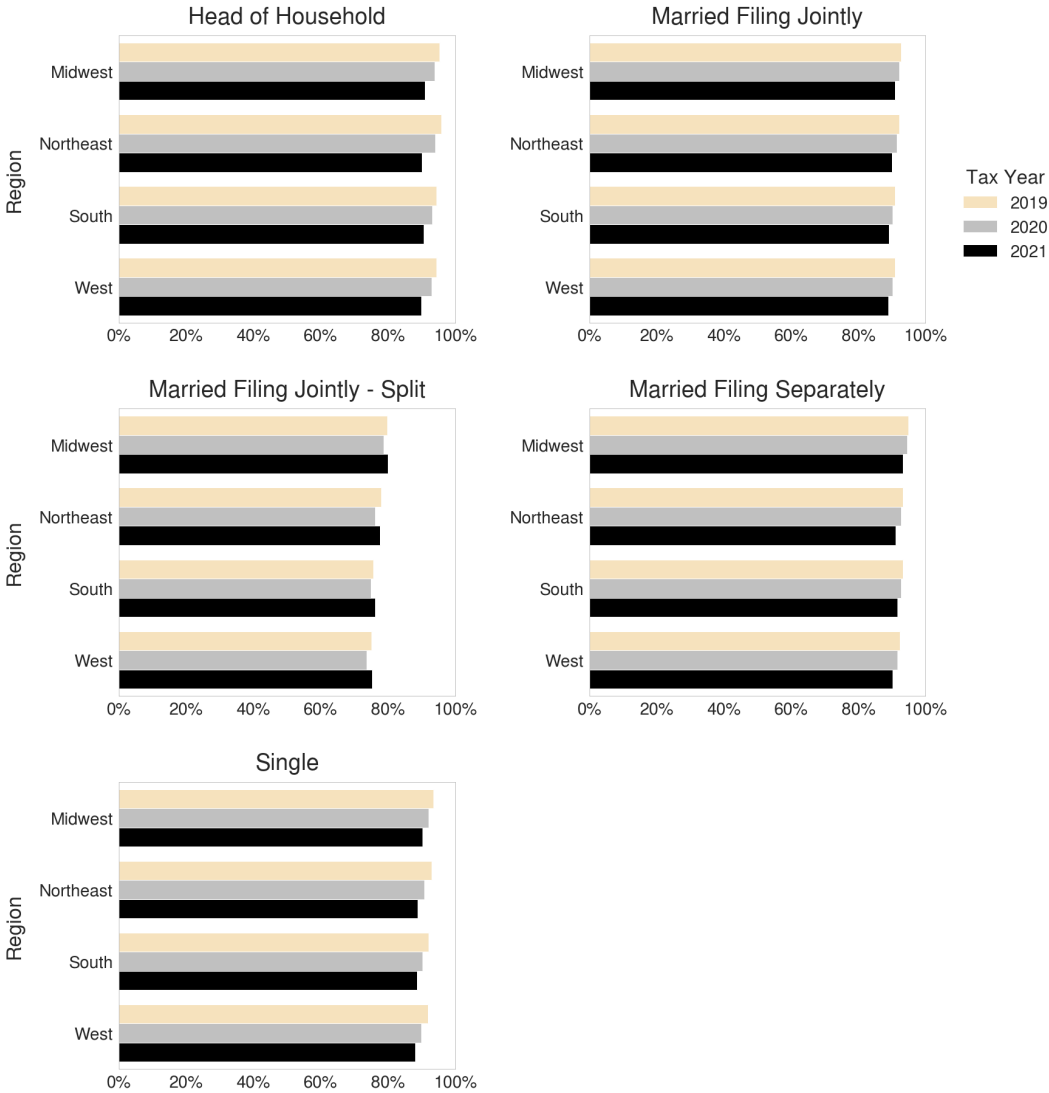 Head of Household
Region
Midwest
Northeast
South
West
0% 20% 40% 60% 80% 100%
Married Filing Jointly
Midwest
Northeast
South
West
0% 20% 40% 60% 80% 100%
Tax Year
2019
2020
2021
Married Filing Jointly - Split
Region
Midwest
Northeast
South
West
0% 20% 40% 60% 80% 100%
Married Filing Separately
Midwest
Northeast
South
West
0% 20% 40% 60% 80% 100%
Single
Region
Midwest
Northeast
South
West
0% 20% 40% 60% 80% 100%